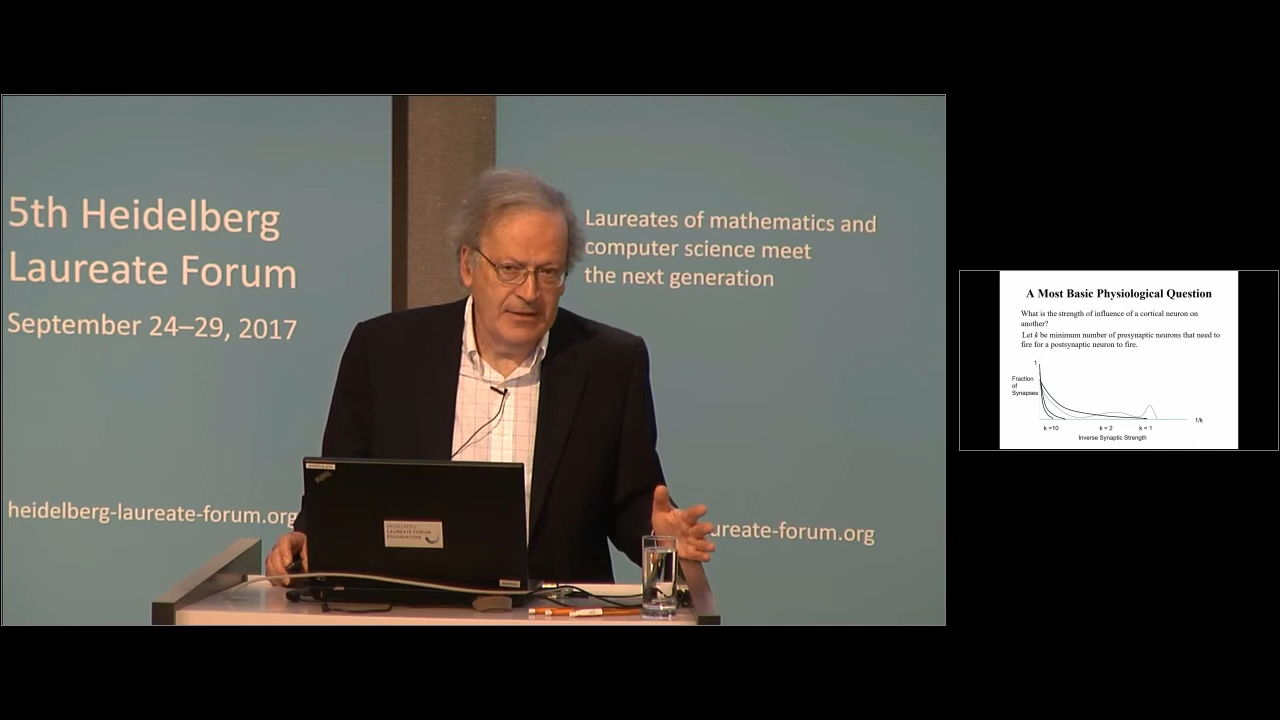 5th Heidelberg
Laureate Forum
September 24–29, 2017
heidelberg-laureate-forum.org
Laureates of mathematics and
computer science meet
the next generation
ureate-forum.org
HEIDELBERG
LAUREATE FORUM
FOUNDATION
A Most Basic Physiological Question
What is the strength of influence of a cortical neuron on
another?
Let k be minimum number of presynaptic neurons that need to
fire for a postsynaptic neuron to fire.
1
Fraction
of
Synapses
k =10
k = 2
k = 1
1/k
Inverse Synaptic Strength